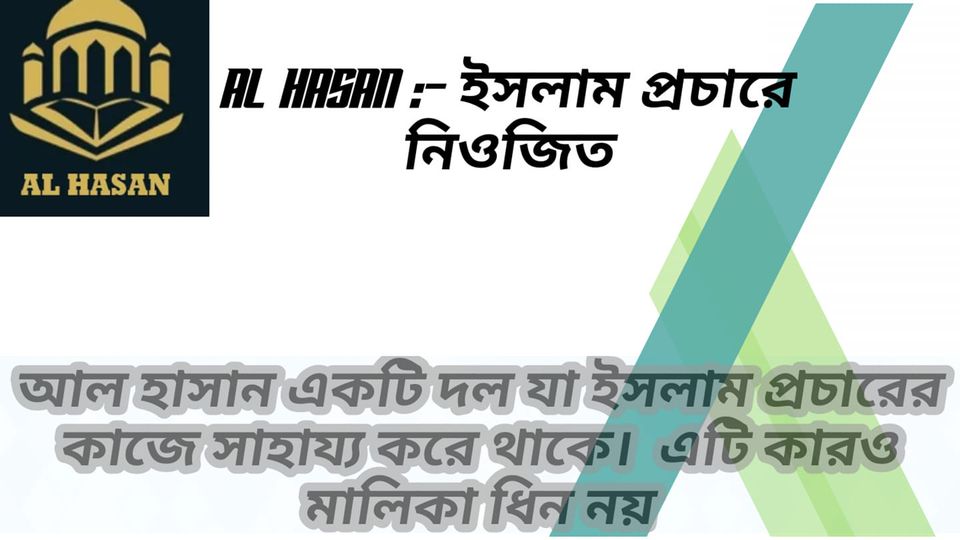 AL HASAN
AL HASAN :- ইসলাম প্রচারে
নিওজিত
আল হাসান একটি দল যা ইসলাম প্রচারের
কাজে সাহায্য করে থাকে। এটি কারও
মালিকা ধিন নয়